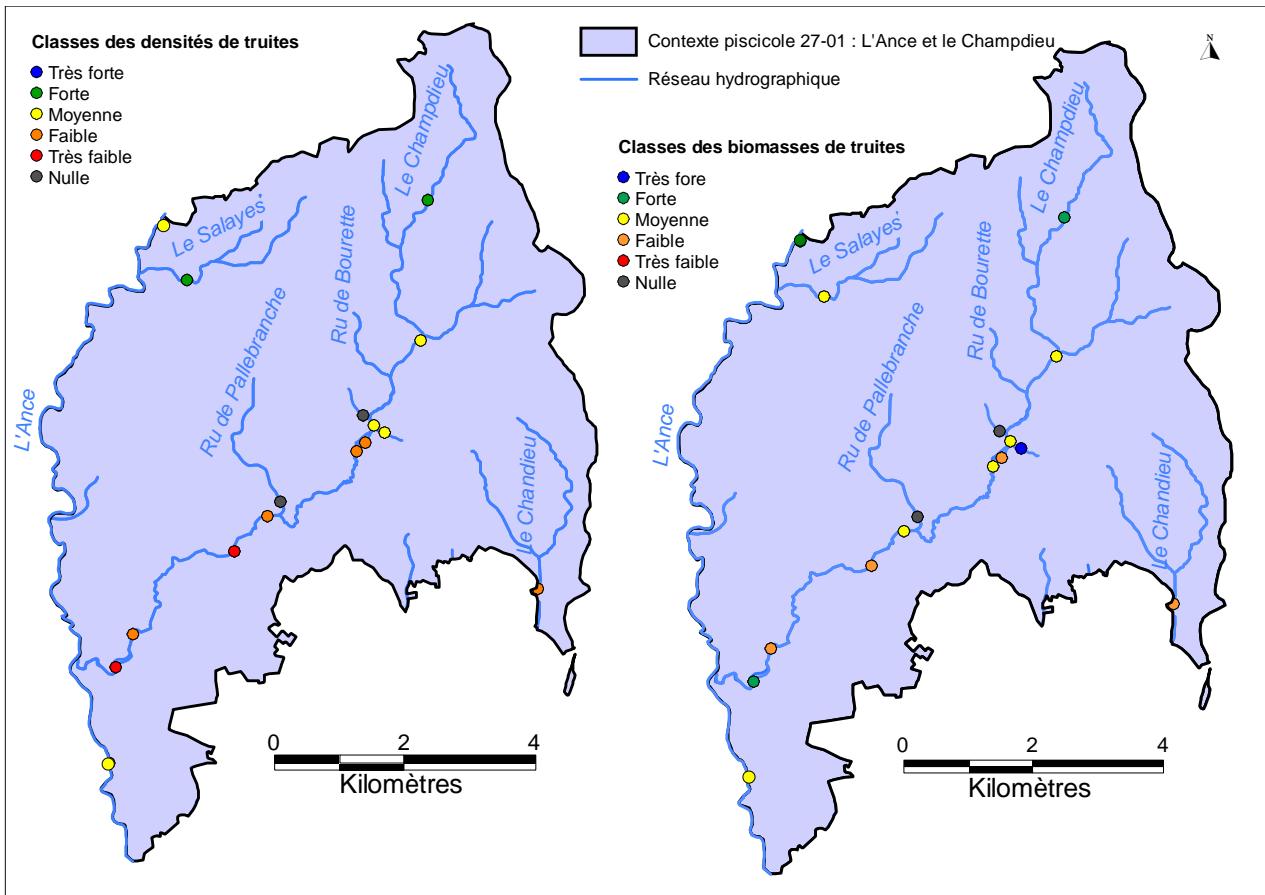 Classes des densités de truites
Très forte
Forte
Moyenne
Faible
Très faible
Nulle
Contexte piscicole 27-01 : L'Ance et le Champdieu
Réseau hydrographique
N
Classes des biomasses de truites
Très fore
Forte
Moyenne
Faible
Très faible
Nulle
Le Champdieu
Le Salayes
Ru de Bourette
Ru de Pallebranche
L'Ance
Le Chandieu
0 2 4
Kilomètres
Le Champdieu
Le Salayes
Ru de Bourette
Ru de Pallebranche
L'Ance
Le Chandieu
0 2 4
Kilomètres